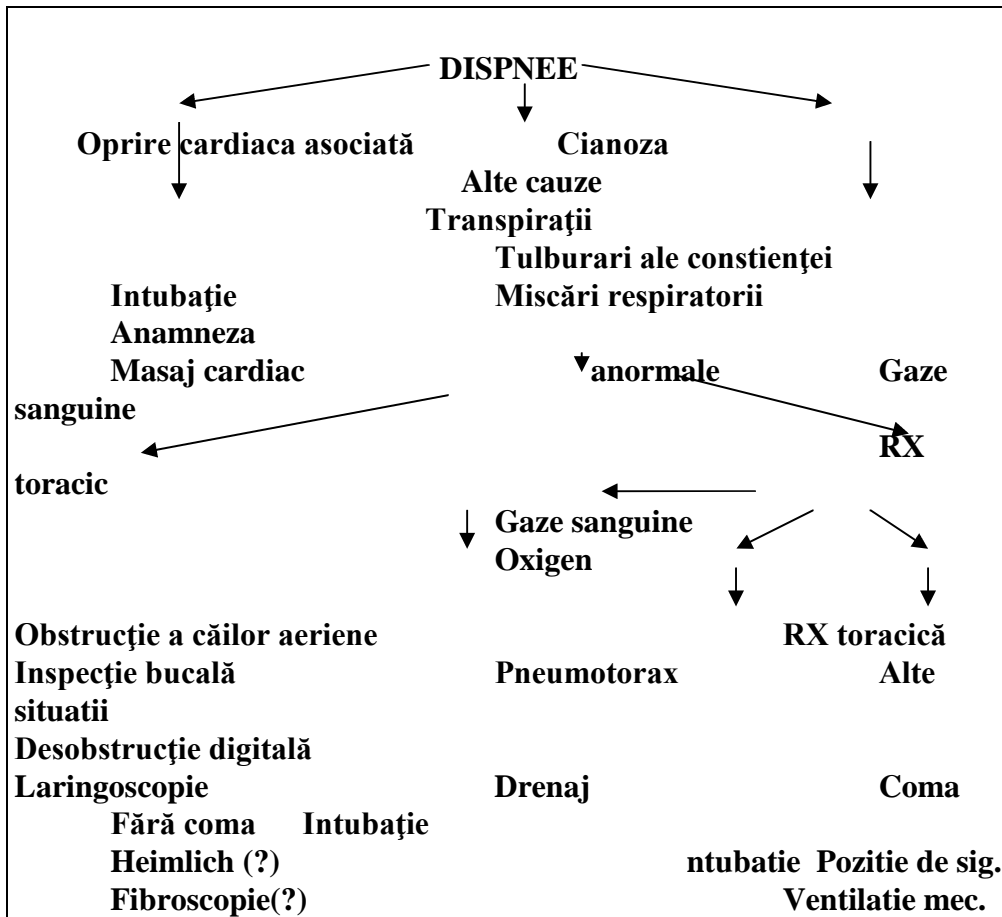 DISPNEE
Oprire cardiaca asociată Cianoza
Alte cauze
Transpiraţii
Tulburari ale constienţei
Intubaţie Miscări respiratorii
Anamneza
Masaj cardiac anormale Gaze
sanguine
RX
toracic
Gaze sanguine
Oxigen
Obstrucţie a căilor aeriene RX toracică
Inspecţie bucală Pneumotorax Alte
situatii
Desobstrucţie digitală
Laringoscopie Drenaj Coma
Fără coma Intubaţie
Heimlich (?) ntubatie Pozitie de sig.
Fibroscopie(?) Ventilatie mec.